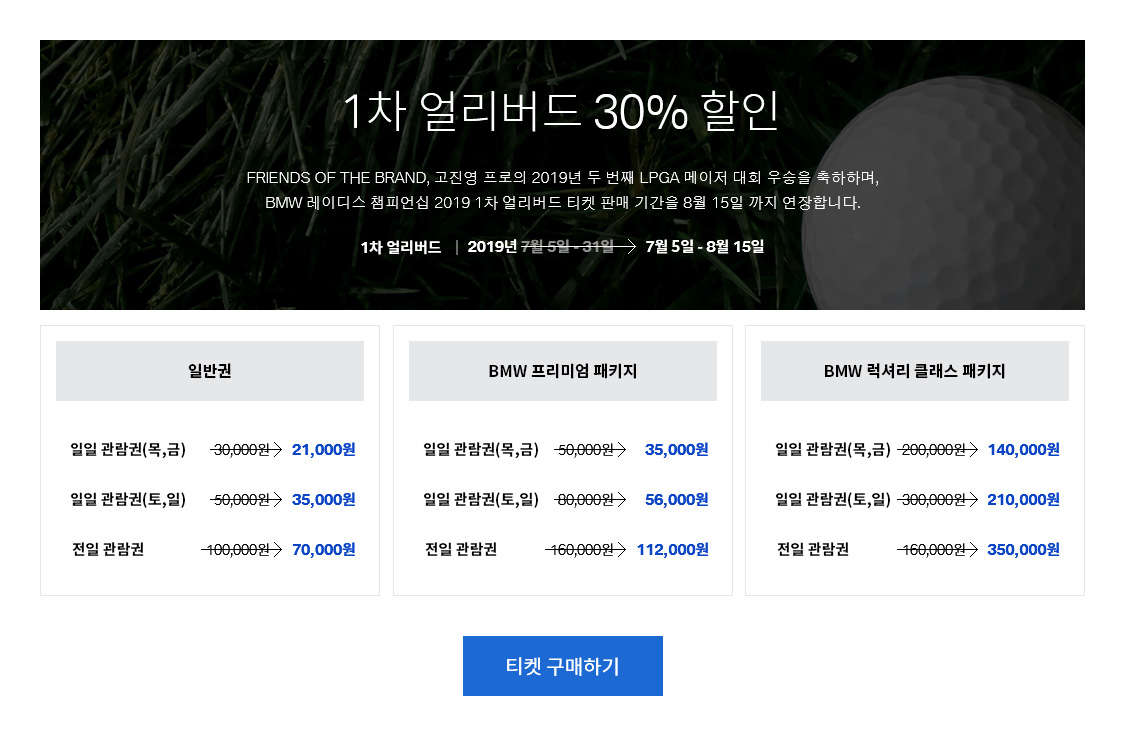 1차 얼리버드 30% 할인
FRIENDS OF THE BRAND, 고진영 프로의 2019년 두 번째 LPGA 메이저 대회 우승을 축하하며,
BMW 레이디스 챔피언십 2019 1차 얼리버드 티켓 판매 기간을 8월 15일 까지 연장합니다.
1차 얼리버드 | 2019년 7월 5일 - 31일 → 7월 5일 - 8월 15일
일반권
일일 관람권(목,금) 30,000원→ 21,000원
일일 관람권(토,일) 50,000원→ 35,000원
전일 관람권 100,000원→ 70,000원
BMW 프리미엄 패키지
일일 관람권(목,금) 50,000원→ 35,000원
일일 관람권(토,일) 80,000원→ 56,000원
전일 관람권 160,000원→ 112,000원
BMW 럭셔리 클래스 패키지
일일 관람권(목,금) 200,000원→ 140,000원
일일 관람권(토,일) 300,000원→ 210,000원
전일 관람권 160,000원→ 350,000원
티켓 구매하기